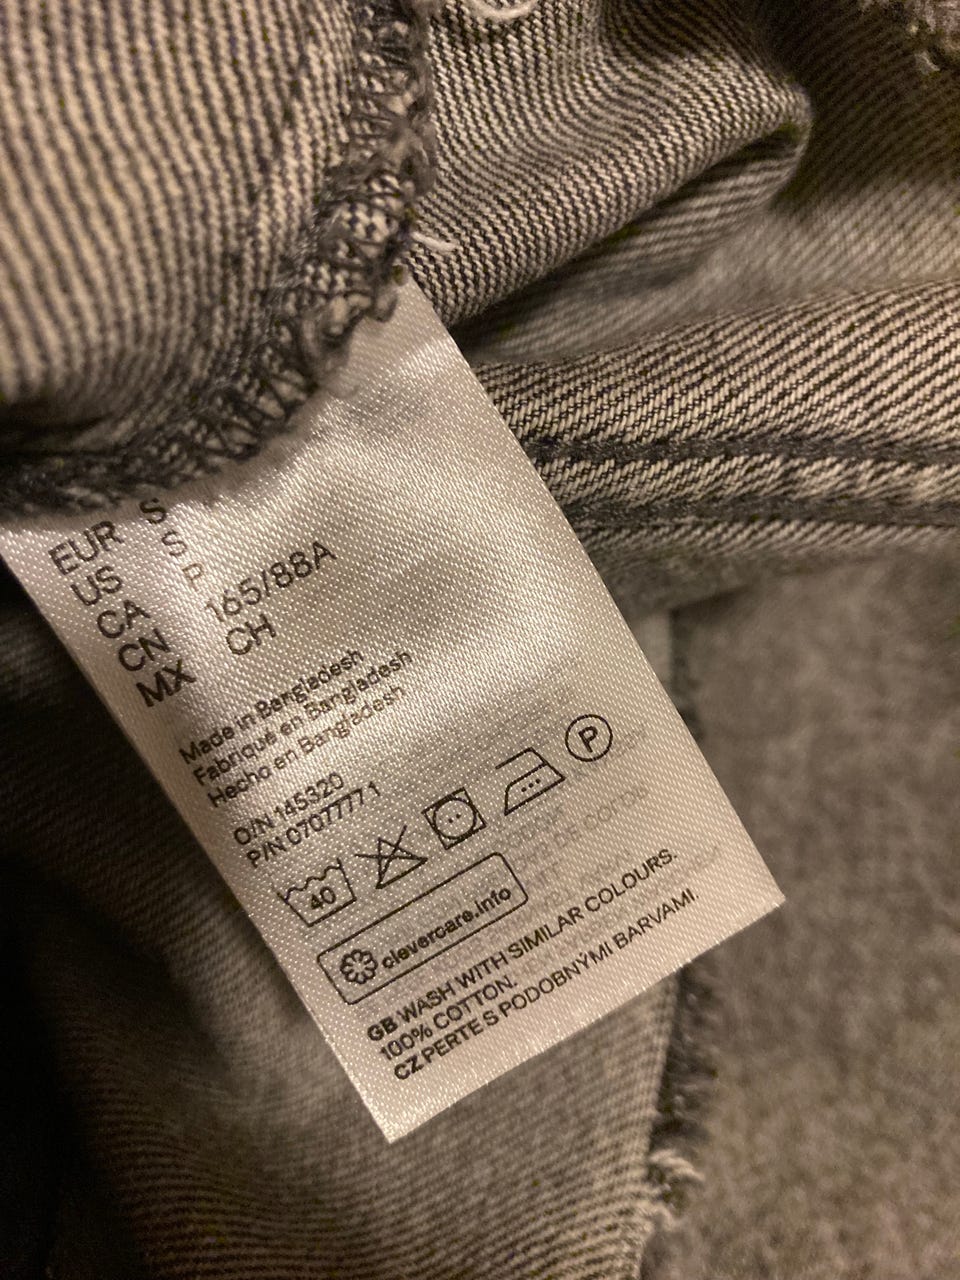 EUR S
US S
CA P
CN 165/88A
MX CH
Made in Bangladesh
Fabriqué en Bangladesh
Hecho en Bangladesh
O/N 145320
P/N 07077771
40
P
clevercare.info
GB WASH WITH SIMILAR COLOURS.
100% COTTON.
CZ PERTE S PODOBNÝMI BARVAMI.